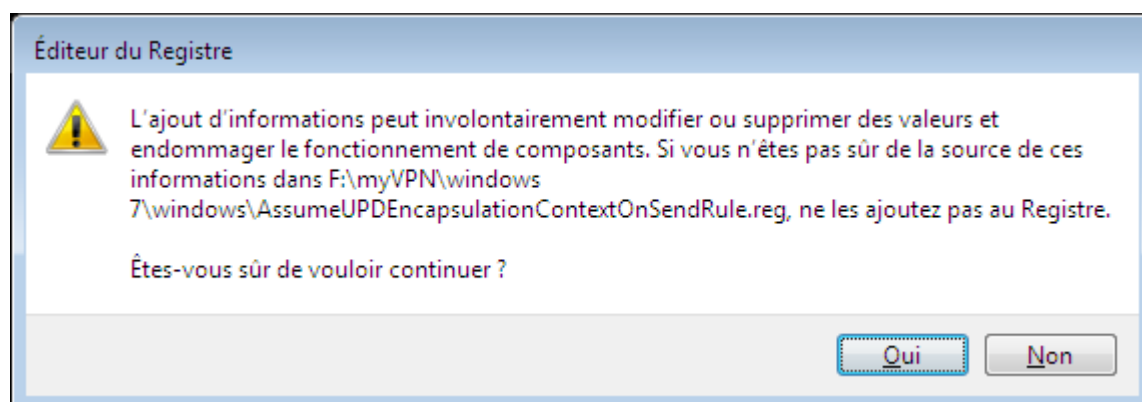 Éditeur du Registre
L'ajout d'informations peut involontairement modifier ou supprimer des valeurs et
endommager le fonctionnement de composants. Si vous n'êtes pas sûr de la source de ces
informations dans F:\myVPN\windows
7\windows\AssumeUPDEncapsulationContextOnSendRule.reg, ne les ajoutez pas au Registre.
Êtes-vous sûr de vouloir continuer ?
Oui
Non